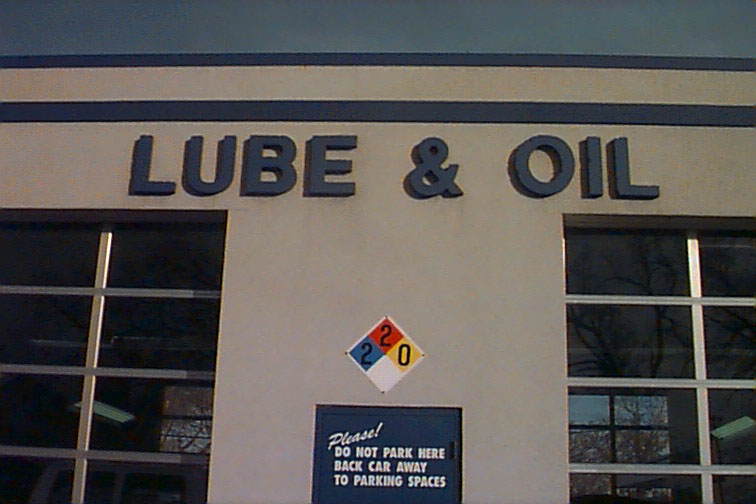 LUBE & OIL
2
2 0
Please!
DO NOT PARK HERE
BACK CAR AWAY
TO PARKING SPACES